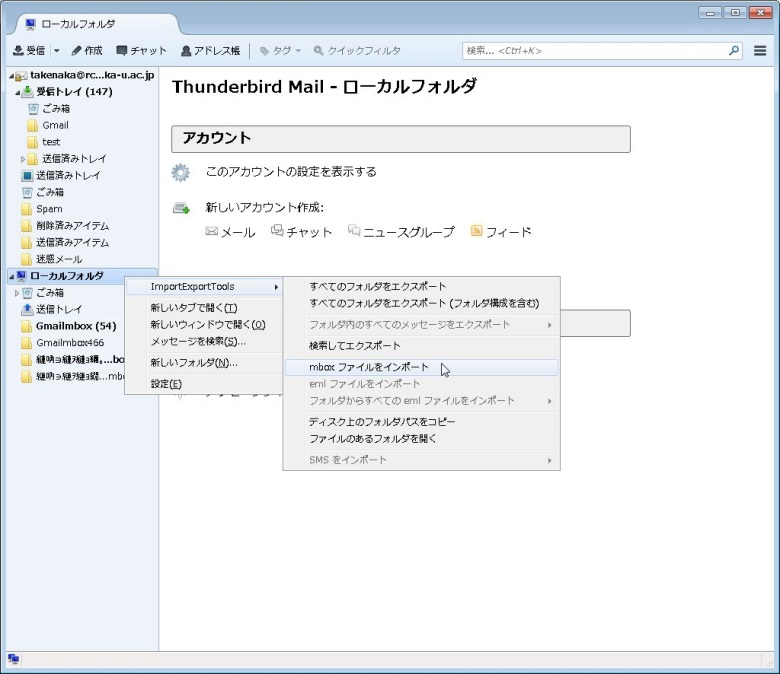 ローカルフォルダ
受信 作成 チャット アドレス帳 タグ クイックフィルタ 検索... <Ctrl+K>
takenaka@rc...ka-u.ac.jp
受信トレイ (147)
ごみ箱
Gmail
test
送信済みトレイ
送信済みトレイ
ごみ箱
Spam
削除済みアイテム
送信済みアイテム
迷惑メール
ローカルフォルダ
ごみ箱
送信トレイ
Gmailmbox (54)
Gmailmbox466
Thunderbird Mail - ローカルフォルダ
アカウント
このアカウントの設定を表示する
新しいアカウント作成:
メール チャット ニュースグループ フィード
ImportExportTools
新しいタブで開く(T)
新しいウィンドウで開く(O)
メッセージを検索(S)...
新しいフォルダ(N)...
設定(E)
すべてのフォルダをエクスポート
すべてのフォルダをエクスポート (フォルダ構成を含む)
フォルダ内のすべてのメッセージをエクスポート
検索してエクスポート
mbox ファイルをインポート
eml ファイルをインポート
フォルダからすべての eml ファイルをインポート
ディスク上のフォルダパスをコピー
ファイルのあるフォルダを開く
SMS をインポート